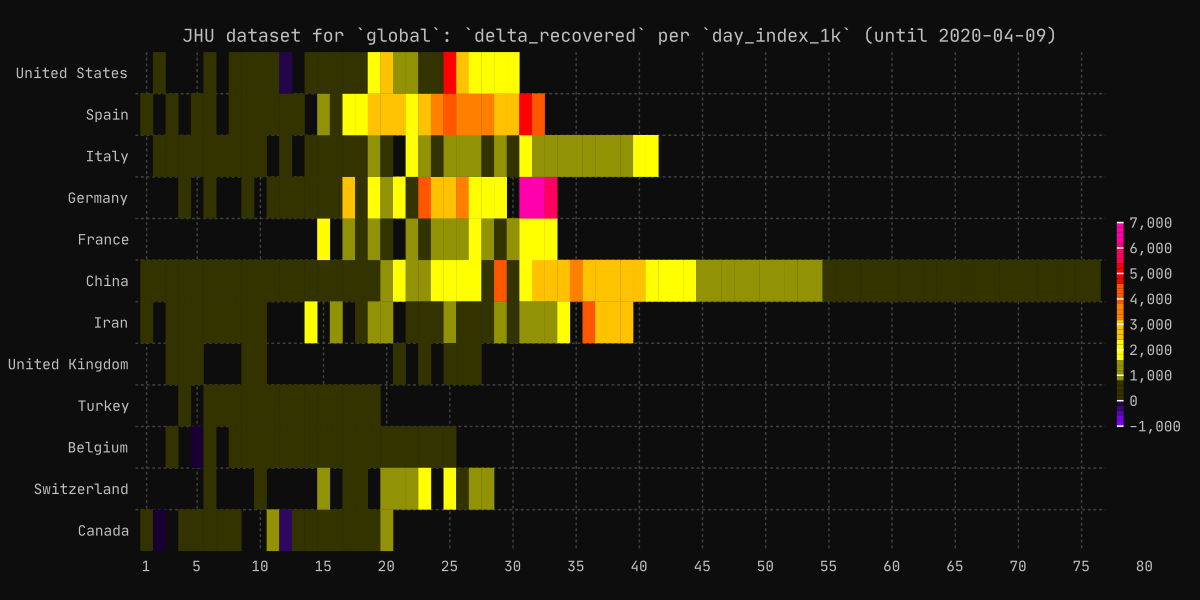 JHU dataset for `global`: `delta_recovered` per `day_index_1k` (until 2020-04-09)
United States
Spain
Italy
Germany
France
China
Iran
United Kingdom
Turkey
Belgium
Switzerland
Canada
1 5 10 15 20 25 30 35 40 45 50 55 60 65 70 75 80
7,000
6,000
5,000
4,000
3,000
2,000
1,000
0
-1,000